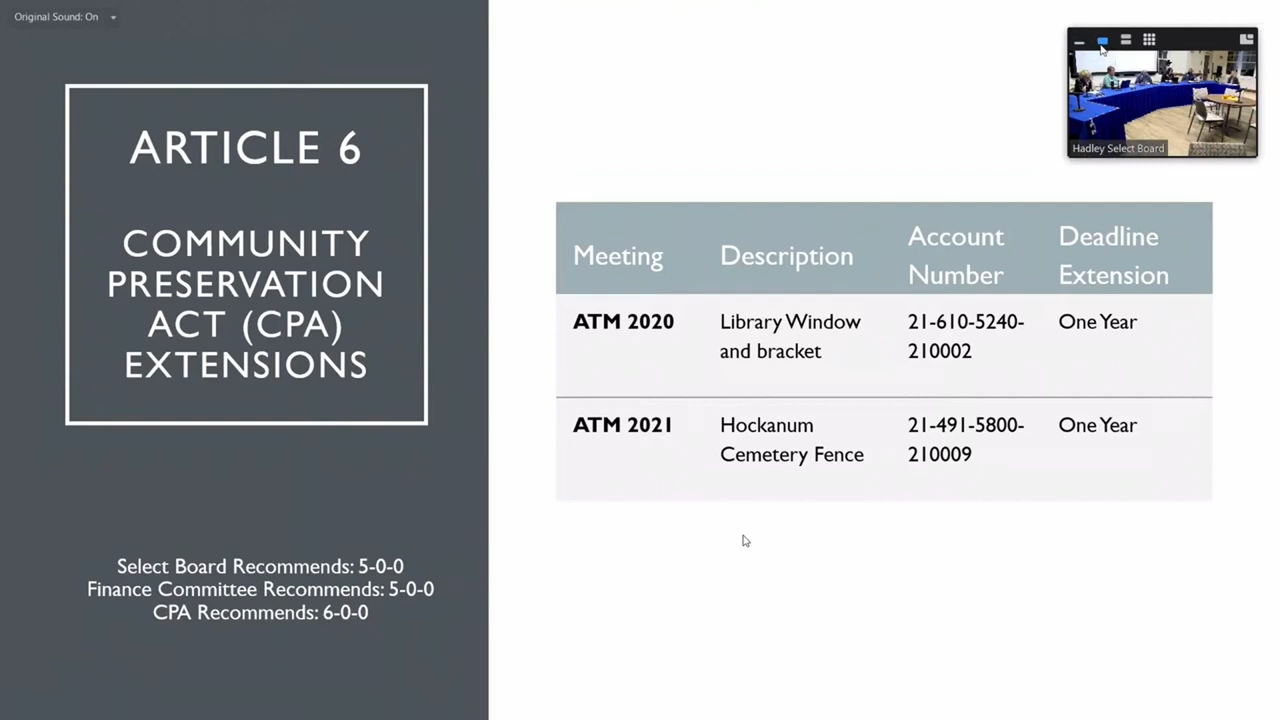 Original Sound: On
ARTICLE 6
COMMUNITY
PRESERVATION
ACT (CPA)
EXTENSIONS
Select Board Recommends: 5-0-0
Finance Committee Recommends: 5-0-0
CPA Recommends: 6-0-0
Hadley Select Board
Meeting
Description
Account
Number
Deadline
Extension
ATM 2020
Library Window
and bracket
21-610-5240-
210002
One Year
ATM 2021
Hockanum
Cemetery Fence
21-491-5800-
210009
One Year